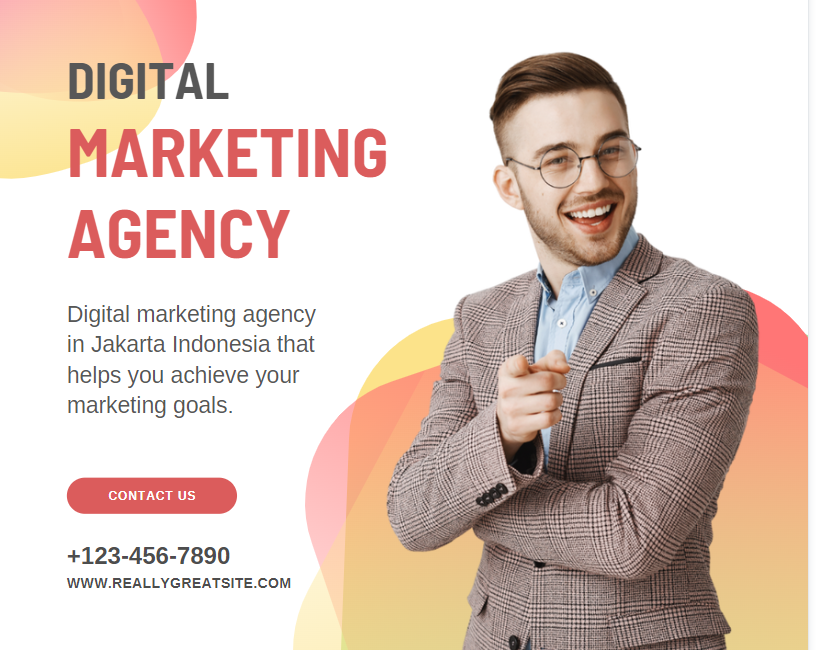 DIGITAL
MARKETING
AGENCY
Digital marketing agency
in Jakarta Indonesia that
helps you achieve your
marketing goals.
CONTACT US
+123-456-7890
WWW.REALLYGREATSITE.COM